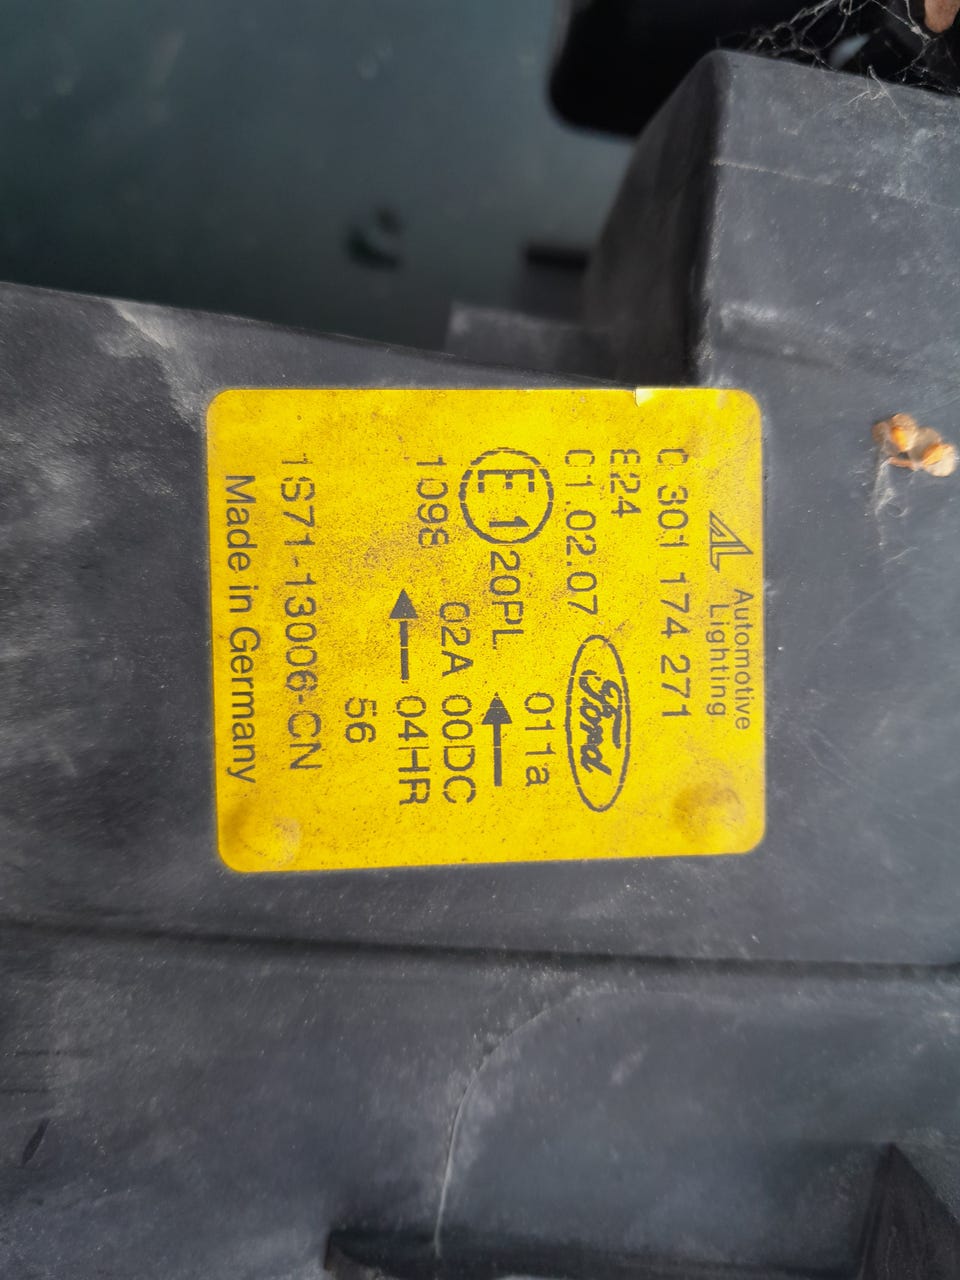 Automotive
Lighting
0 301 174 271
E24
01.02.07
Ford
011a
E1
20PL
02A 00DC
1098
04HR
56
1S71-13006-CN
Made in Germany